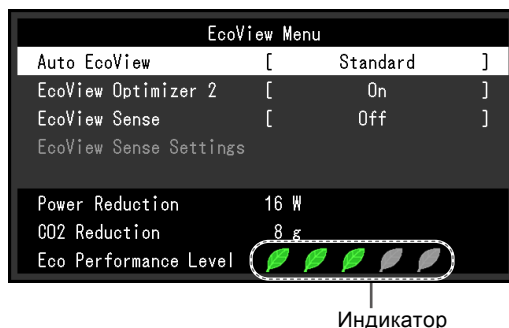 EcoView Menu
Auto EcoView [ Standard ]
EcoView Optimizer 2 [ On ]
EcoView Sense [ Off ]
EcoView Sense Settings
Power Reduction 16 W
CO2 Reduction 8 g
Eco Performance Level
Индикатор